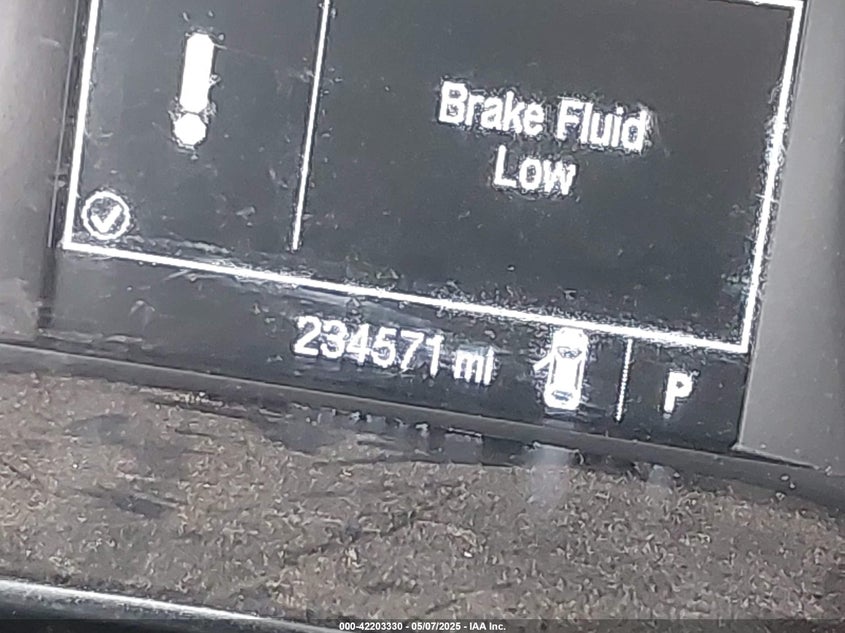 Brake Fluid
Low
234571 mi
P
000-42203330 - 05/07/2025 - IAA Inc.